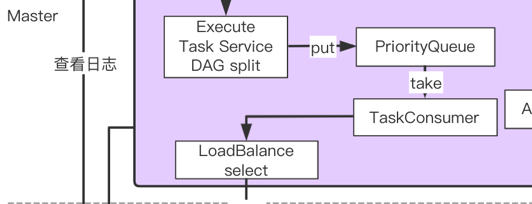 Master
查看日志
Execute
Task Service
DAG split
put
PriorityQueue
take
TaskConsumer
A
LoadBalance
select